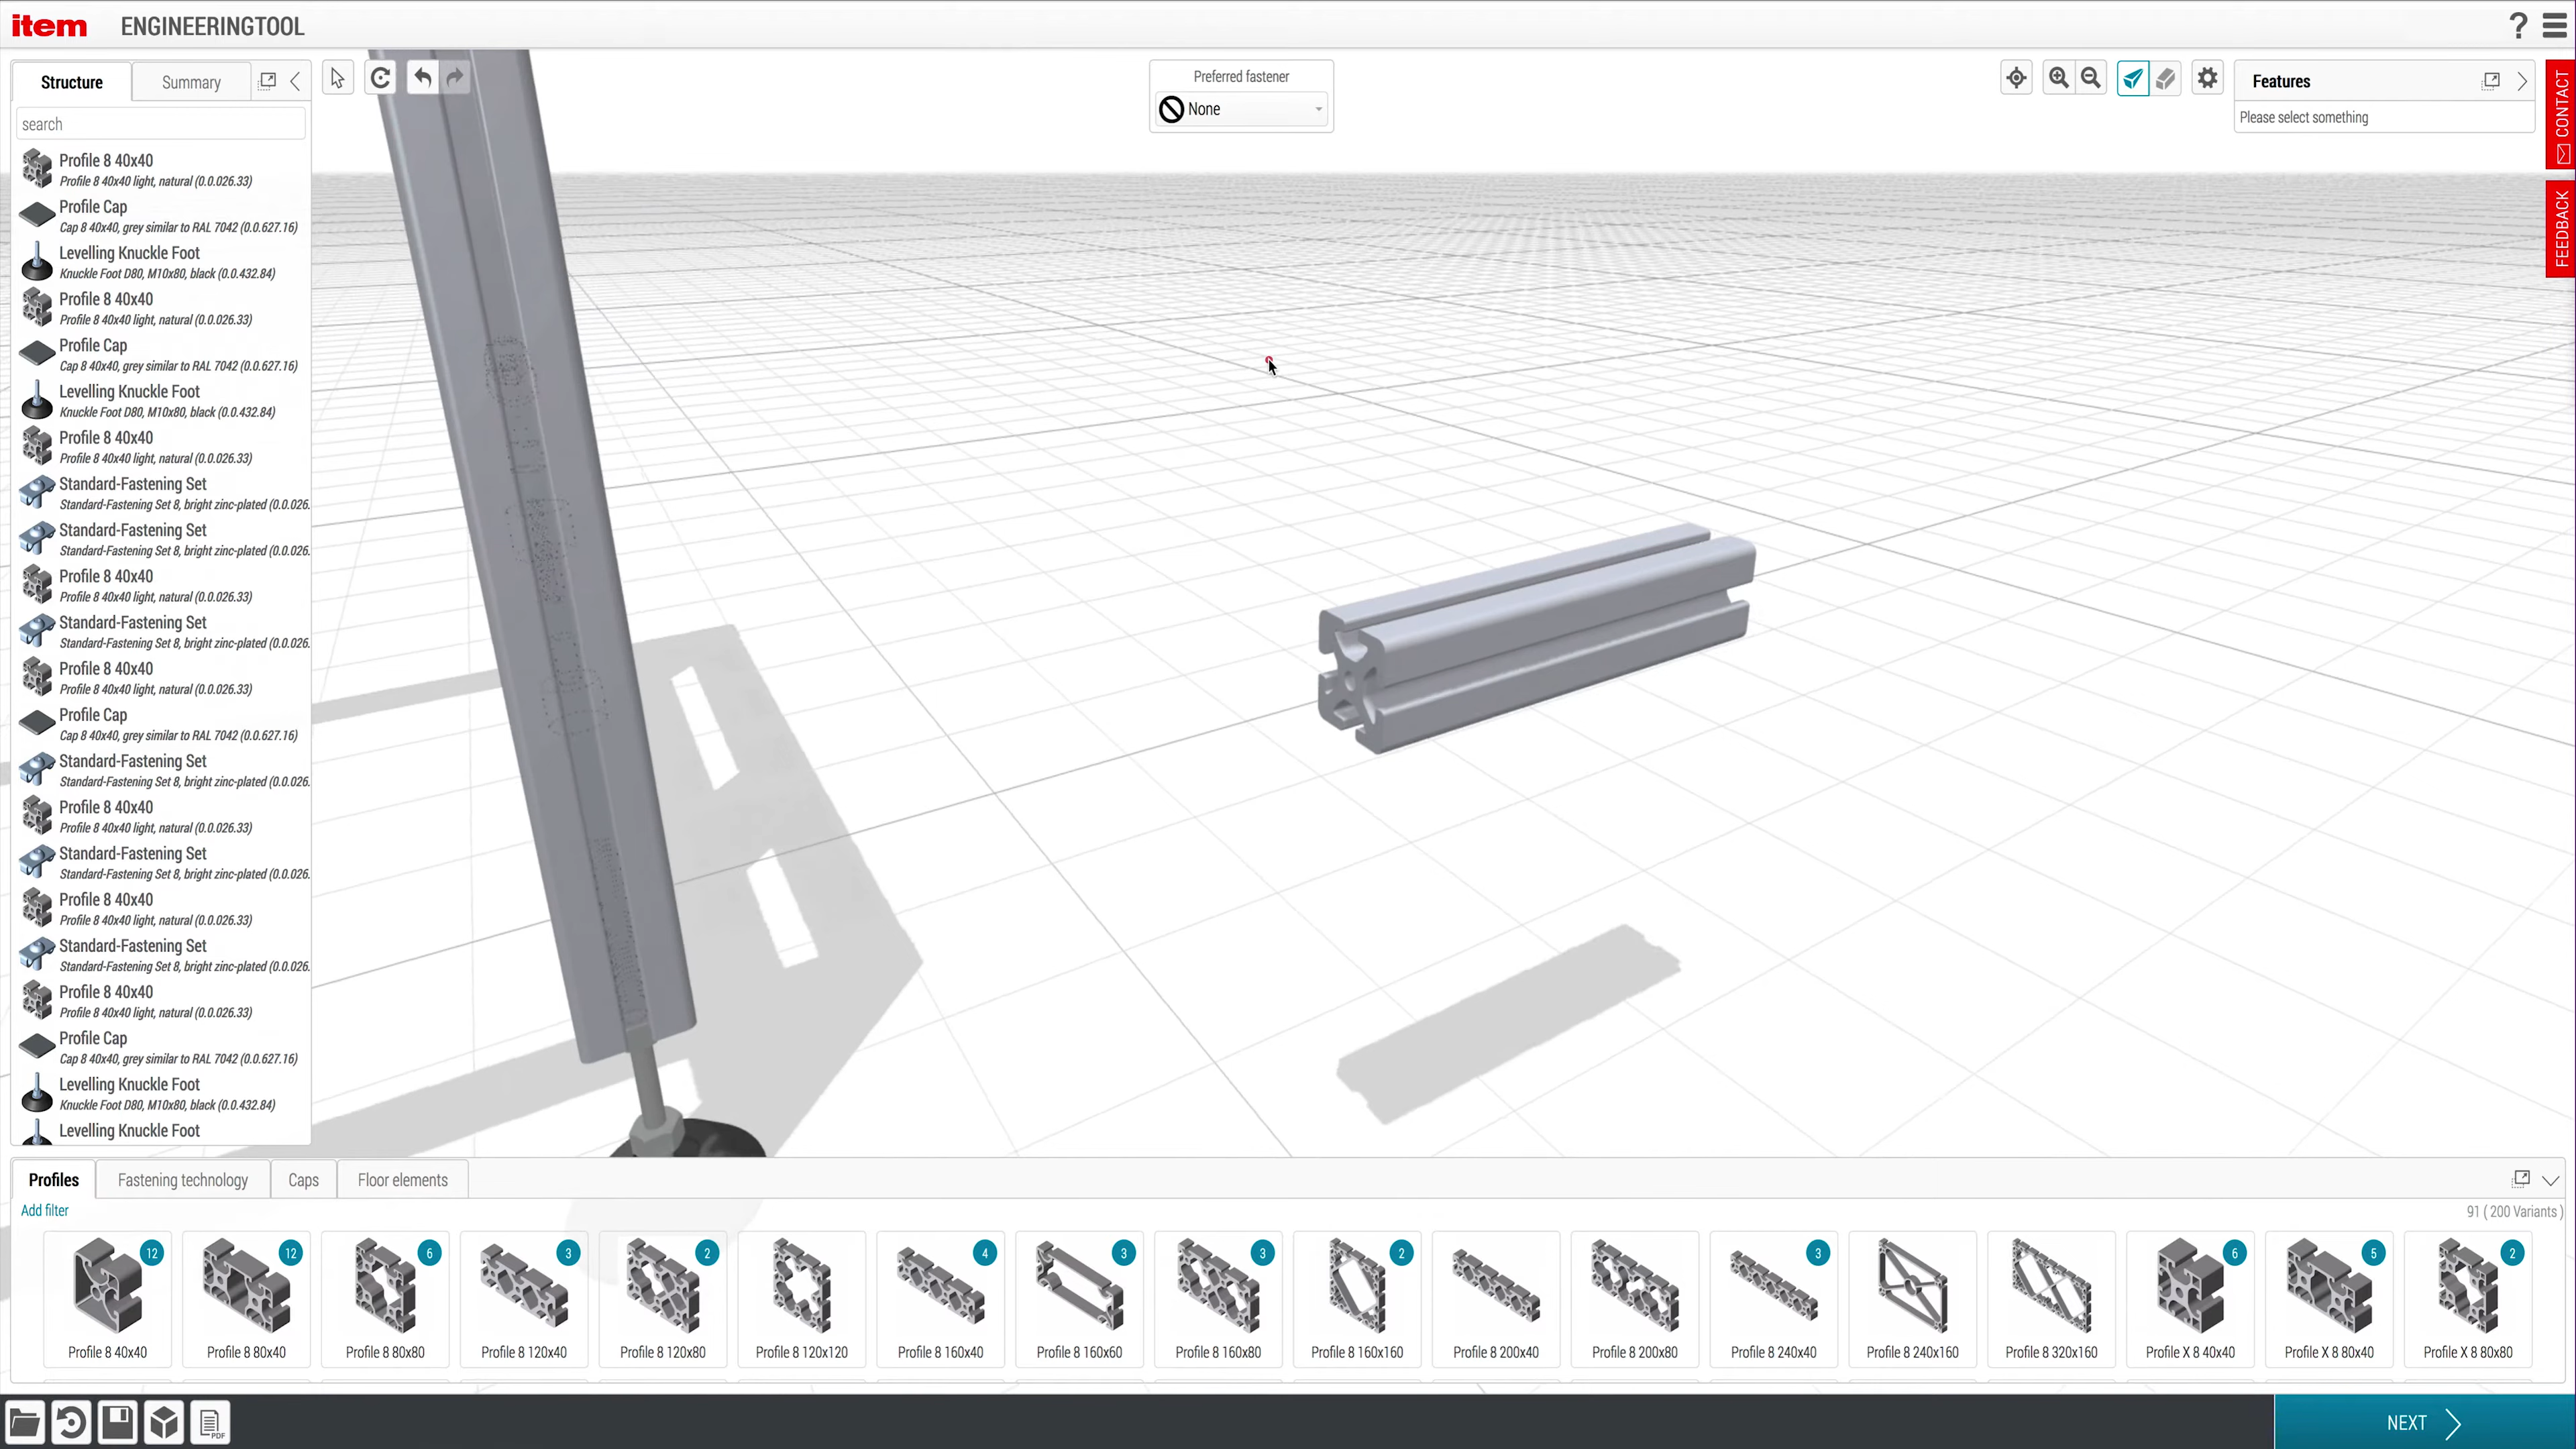 item ENGINEERINGTOOL
Structure
Summary
search
Profile 8 40x40
Profile 8 40x40 light, natural (0.0.026.33)
Profile Cap
Cap 8 40x40, grey similar to RAL 7042 (0.0.627.16)
Levelling Knuckle Foot
Knuckle Foot D80, M10x80, black (0.0.432.84)
Profile 8 40x40
Profile 8 40x40 light, natural (0.0.026.33)
Profile Cap
Cap 8 40x40, grey similar to RAL 7042 (0.0.627.16)
Levelling Knuckle Foot
Knuckle Foot D80, M10x80, black (0.0.432.84)
Profile 8 40x40
Profile 8 40x40 light, natural (0.0.026.33)
Standard-Fastening Set
Standard-Fastening Set 8, bright zinc-plated (0.0.026.
Standard-Fastening Set
Standard-Fastening Set 8, bright zinc-plated (0.0.026.
Profile 8 40x40
Profile 8 40x40 light, natural (0.0.026.33)
Standard-Fastening Set
Standard-Fastening Set 8, bright zinc-plated (0.0.026.
Profile 8 40x40
Profile 8 40x40 light, natural (0.0.026.33)
Profile Cap
Cap 8 40x40, grey similar to RAL 7042 (0.0.627.16)
Standard-Fastening Set
Standard-Fastening Set 8, bright zinc-plated (0.0.026.
Profile 8 40x40
Profile 8 40x40 light, natural (0.0.026.33)
Standard-Fastening Set
Standard-Fastening Set 8, bright zinc-plated (0.0.026.
Profile 8 40x40
Profile 8 40x40 light, natural (0.0.026.33)
Standard-Fastening Set
Standard-Fastening Set 8, bright zinc-plated (0.0.026.
Profile 8 40x40
Profile 8 40x40 light, natural (0.0.026.33)
Profile Cap
Cap 8 40x40, grey similar to RAL 7042 (0.0.627.16)
Levelling Knuckle Foot
Knuckle Foot D80, M10x80, black (0.0.432.84)
Levelling Knuckle Foot
Preferred fastener
None
Features
Please select something
?
CONTACT
FEEDBACK
Profiles
Fastening technology
Caps
Floor elements
Add filter
91 ( 200 Variants )
12
Profile 8 40x40
12
Profile 8 80x40
6
Profile 8 80x80
3
Profile 8 120x40
2
Profile 8 120x80
Profile 8 120x120
4
Profile 8 160x40
3
Profile 8 160x60
3
Profile 8 160x80
2
Profile 8 160x160
Profile 8 200x40
Profile 8 200x80
3
Profile 8 240x40
Profile 8 240x160
Profile 8 320x160
6
Profile X 8 40x40
5
Profile X 8 80x40
2
Profile X 8 80x80
PDF
NEXT